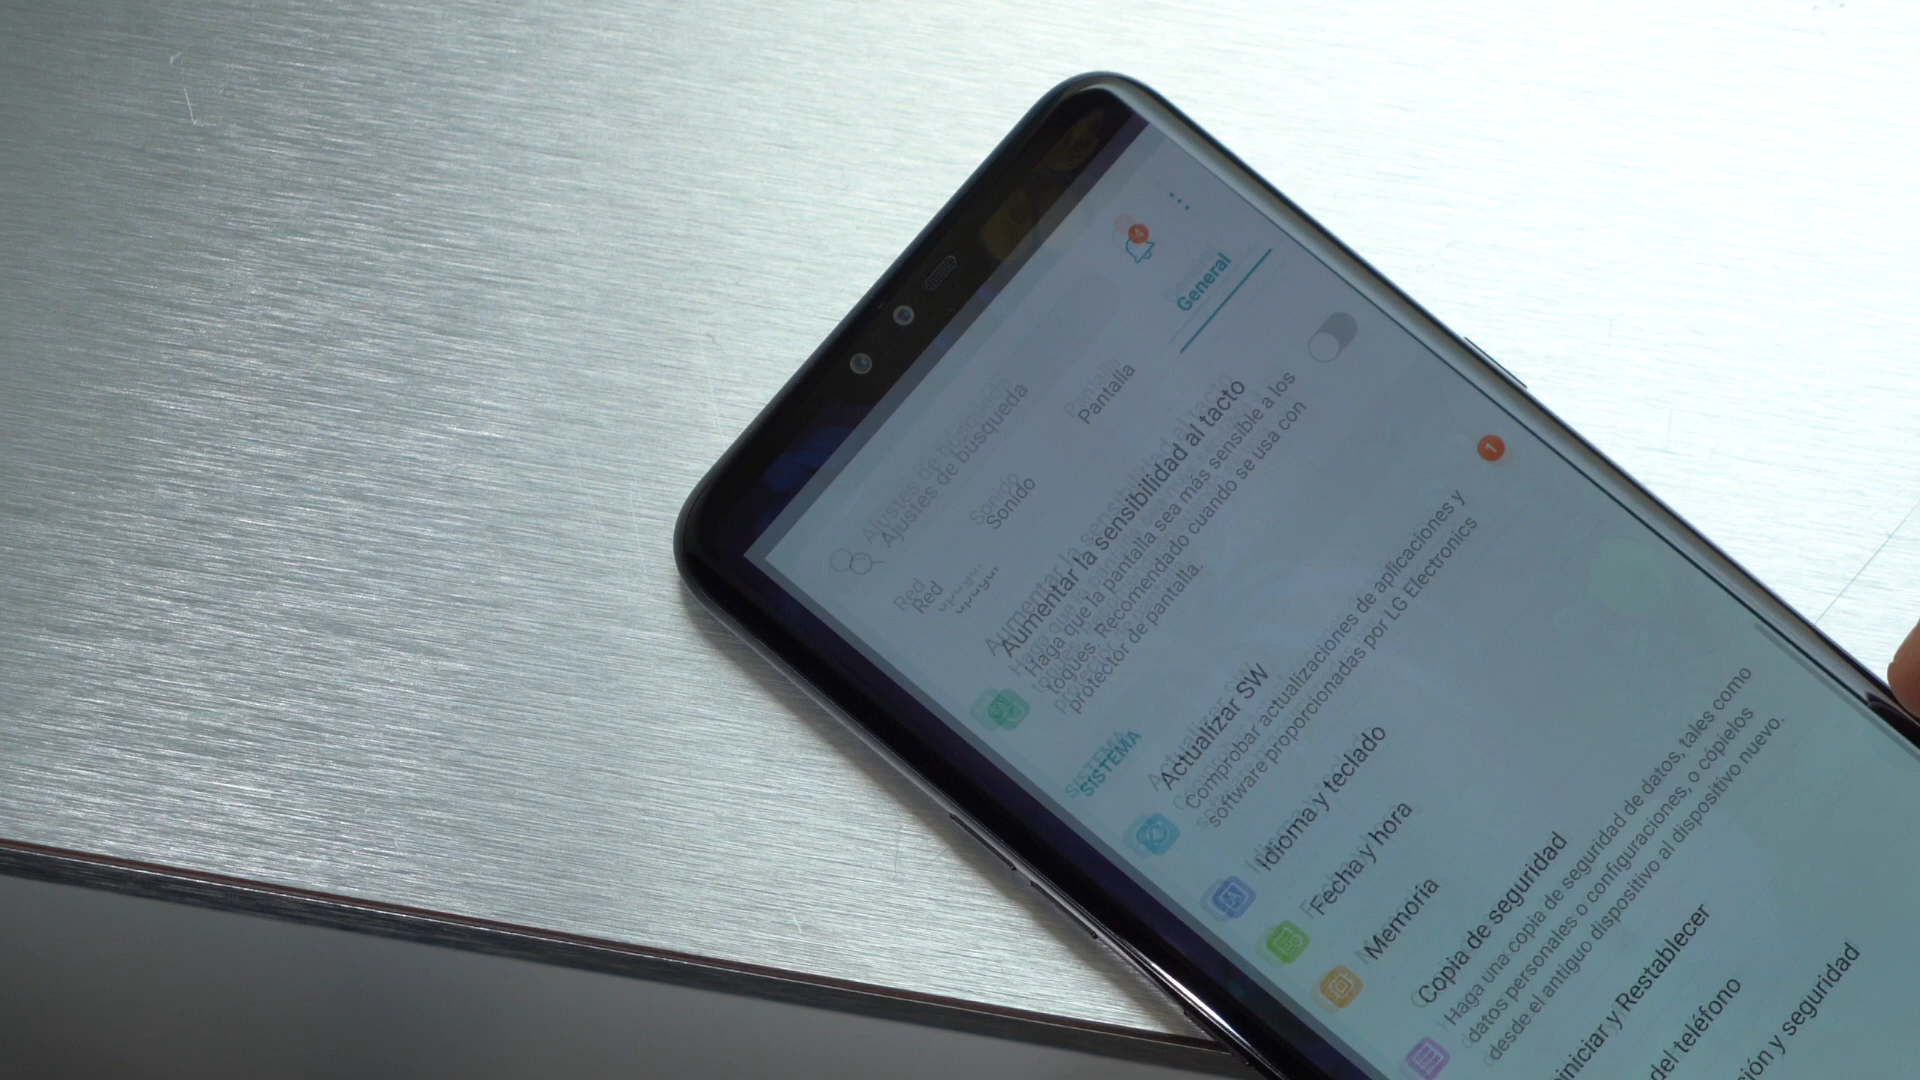 4
Ajustes de búsqueda
Red
Sonido
Pantalla
General
Aumentar la sensibilidad al tacto
Haga que la pantalla sea más sensible a los
toques. Recomendado cuando se usa con
protector de pantalla.
SISTEMA
Actualizar SW
1
Comprobar actualizaciones de aplicaciones y
software proporcionadas por LG Electronics
Idioma y teclado
Fecha y hora
Memoria
Copia de seguridad
Haga una copia de seguridad de datos, tales como
datos personales o configuraciones, o cópielos
desde el antiguo dispositivo al dispositivo nuevo.
y Restablecer
del teléfono
y seguridad